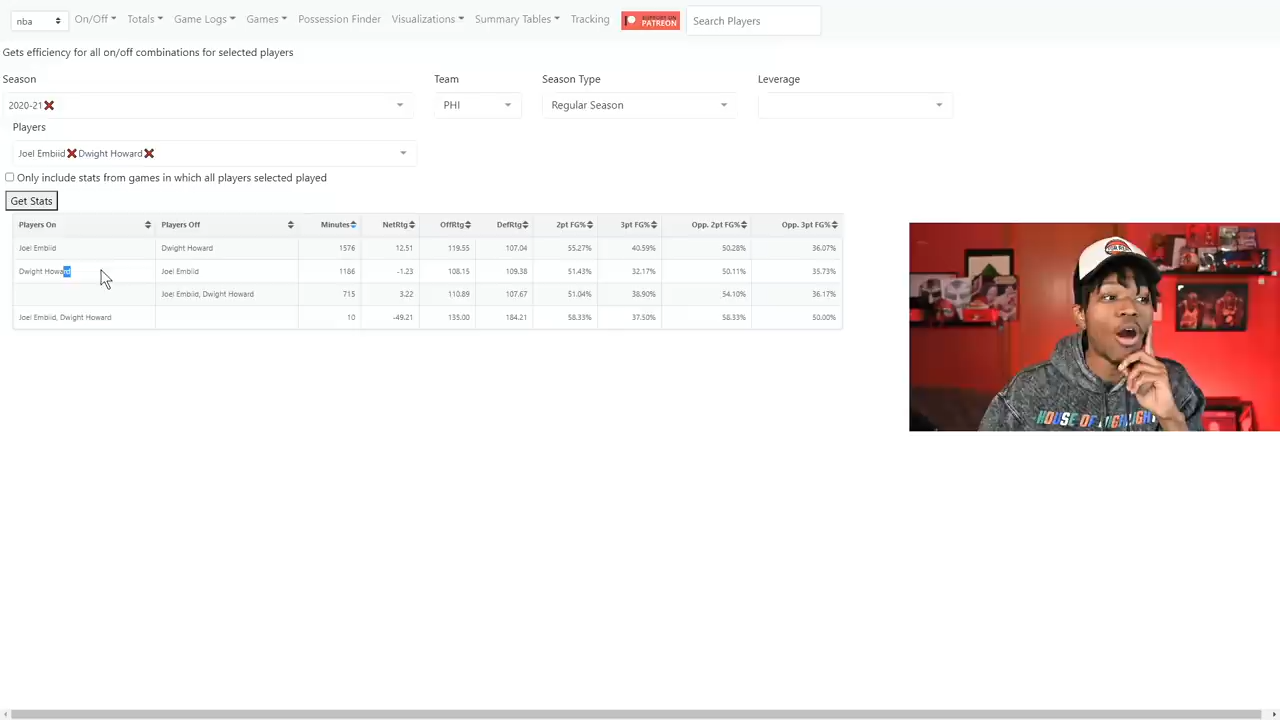 nba On/Off Totals Game Logs Games Possession Finder Visualizations Summary Tables Tracking SUPPORT ON PATREON Search Players
Gets efficiency for all on/off combinations for selected players
Season Team Season Type Leverage
2020-21 PHI Regular Season
Players
Joel Embiid Dwight Howard
Only include stats from games in which all players selected played
Get Stats
Players On Players Off Minutes NetRtg OffRtg DefRtg 2pt FG% 3pt FG% Opp. 2pt FG% Opp. 3pt FG%
Joel Embiid Dwight Howard 1576 12.51 119.55 107.04 55.27% 40.59% 50.28% 36.07%
Dwight Howard Joel Embiid 1186 -1.23 108.15 109.38 51.43% 32.17% 50.11% 35.73%
Joel Embiid, Dwight Howard 715 3.22 110.89 107.67 51.04% 38.90% 54.10% 36.17%
Joel Embiid, Dwight Howard 10 -49.21 135.00 184.21 58.33% 37.50% 58.33% 50.00%
HOUSE OF HIGHLIGHT